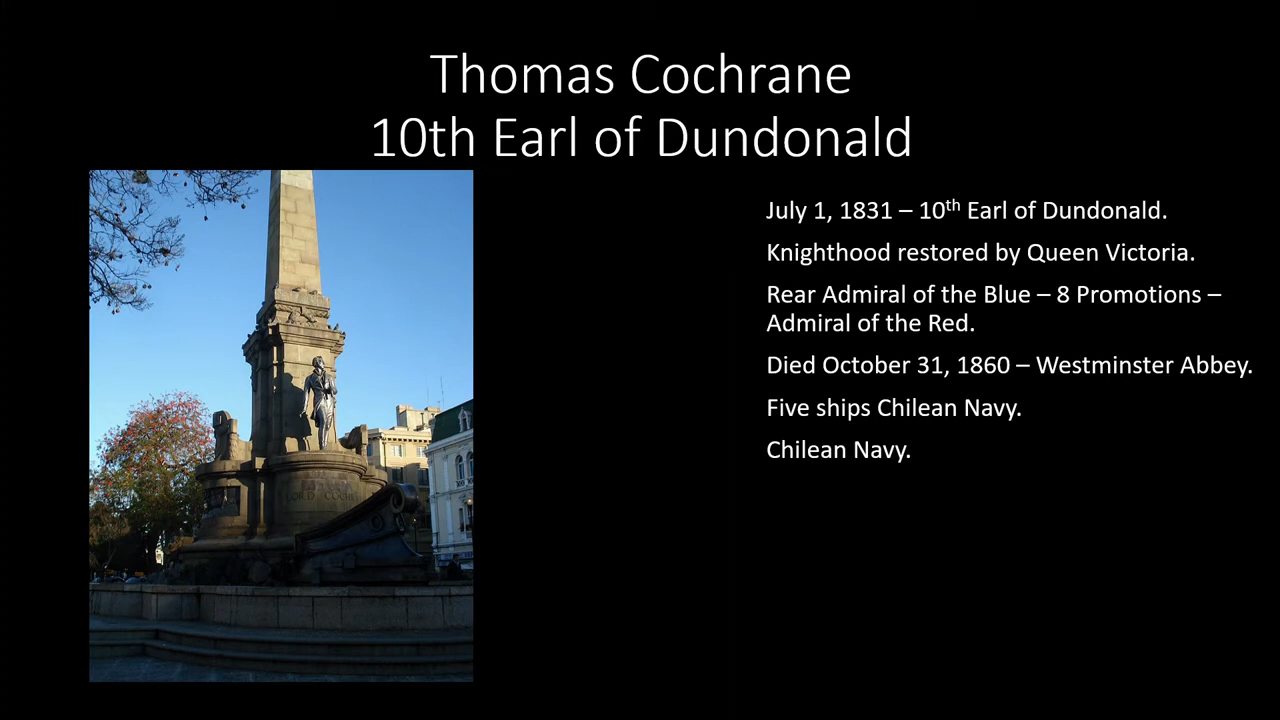 Thomas Cochrane
10th Earl of Dundonald
July 1, 1831 – 10th Earl of Dundonald.
Knighthood restored by Queen Victoria.
Rear Admiral of the Blue – 8 Promotions –
Admiral of the Red.
Died October 31, 1860 – Westminster Abbey.
Five ships Chilean Navy.
Chilean Navy.